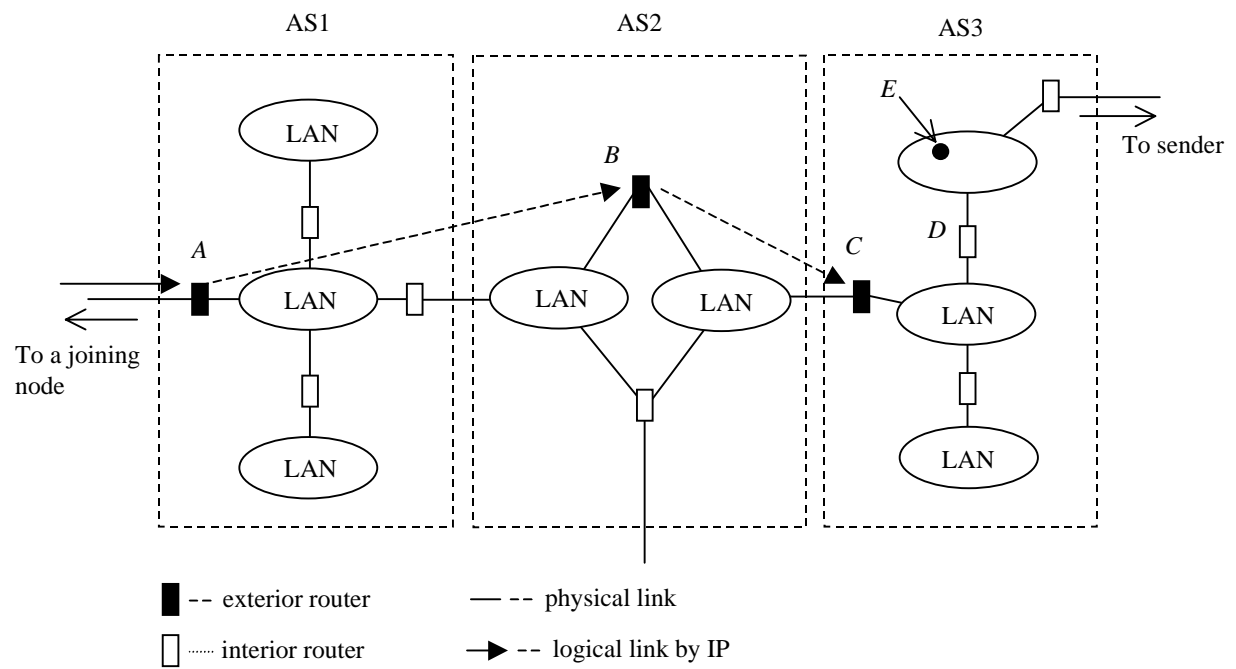 AS1
AS2
AS3
LAN
E
To sender
B
A
C
D
LAN
LAN
LAN
LAN
To a joining
node
LAN
LAN
exterior router
physical link
interior router
logical link by IP